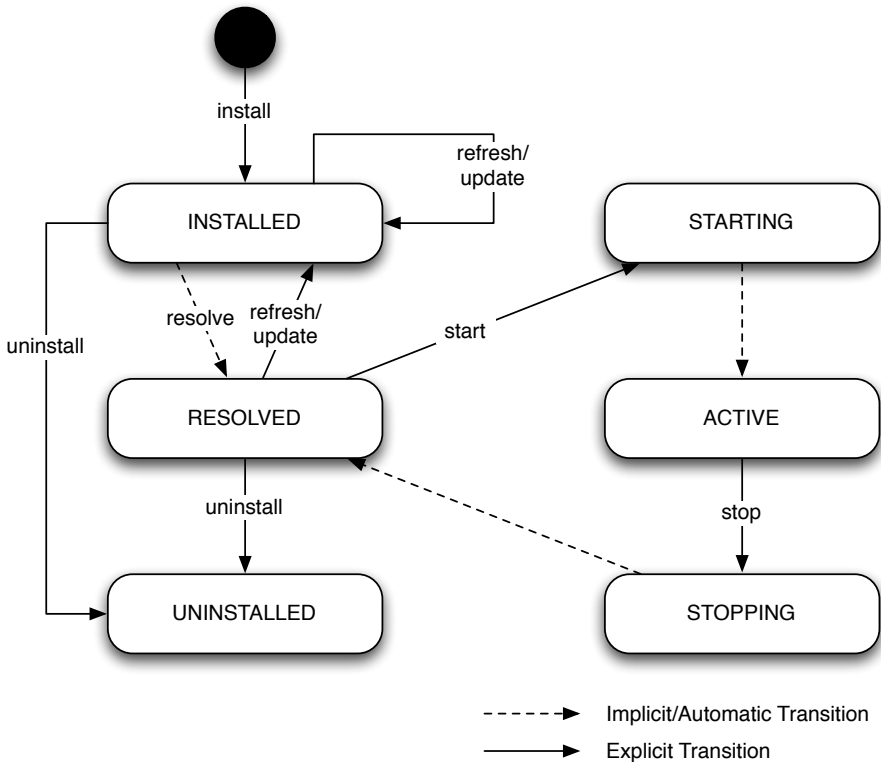 install
refresh/
update
INSTALLED
STARTING
resolve
refresh/
update
start
uninstall
RESOLVED
ACTIVE
uninstall
stop
UNINSTALLED
STOPPING
Implicit/Automatic Transition
Explicit Transition